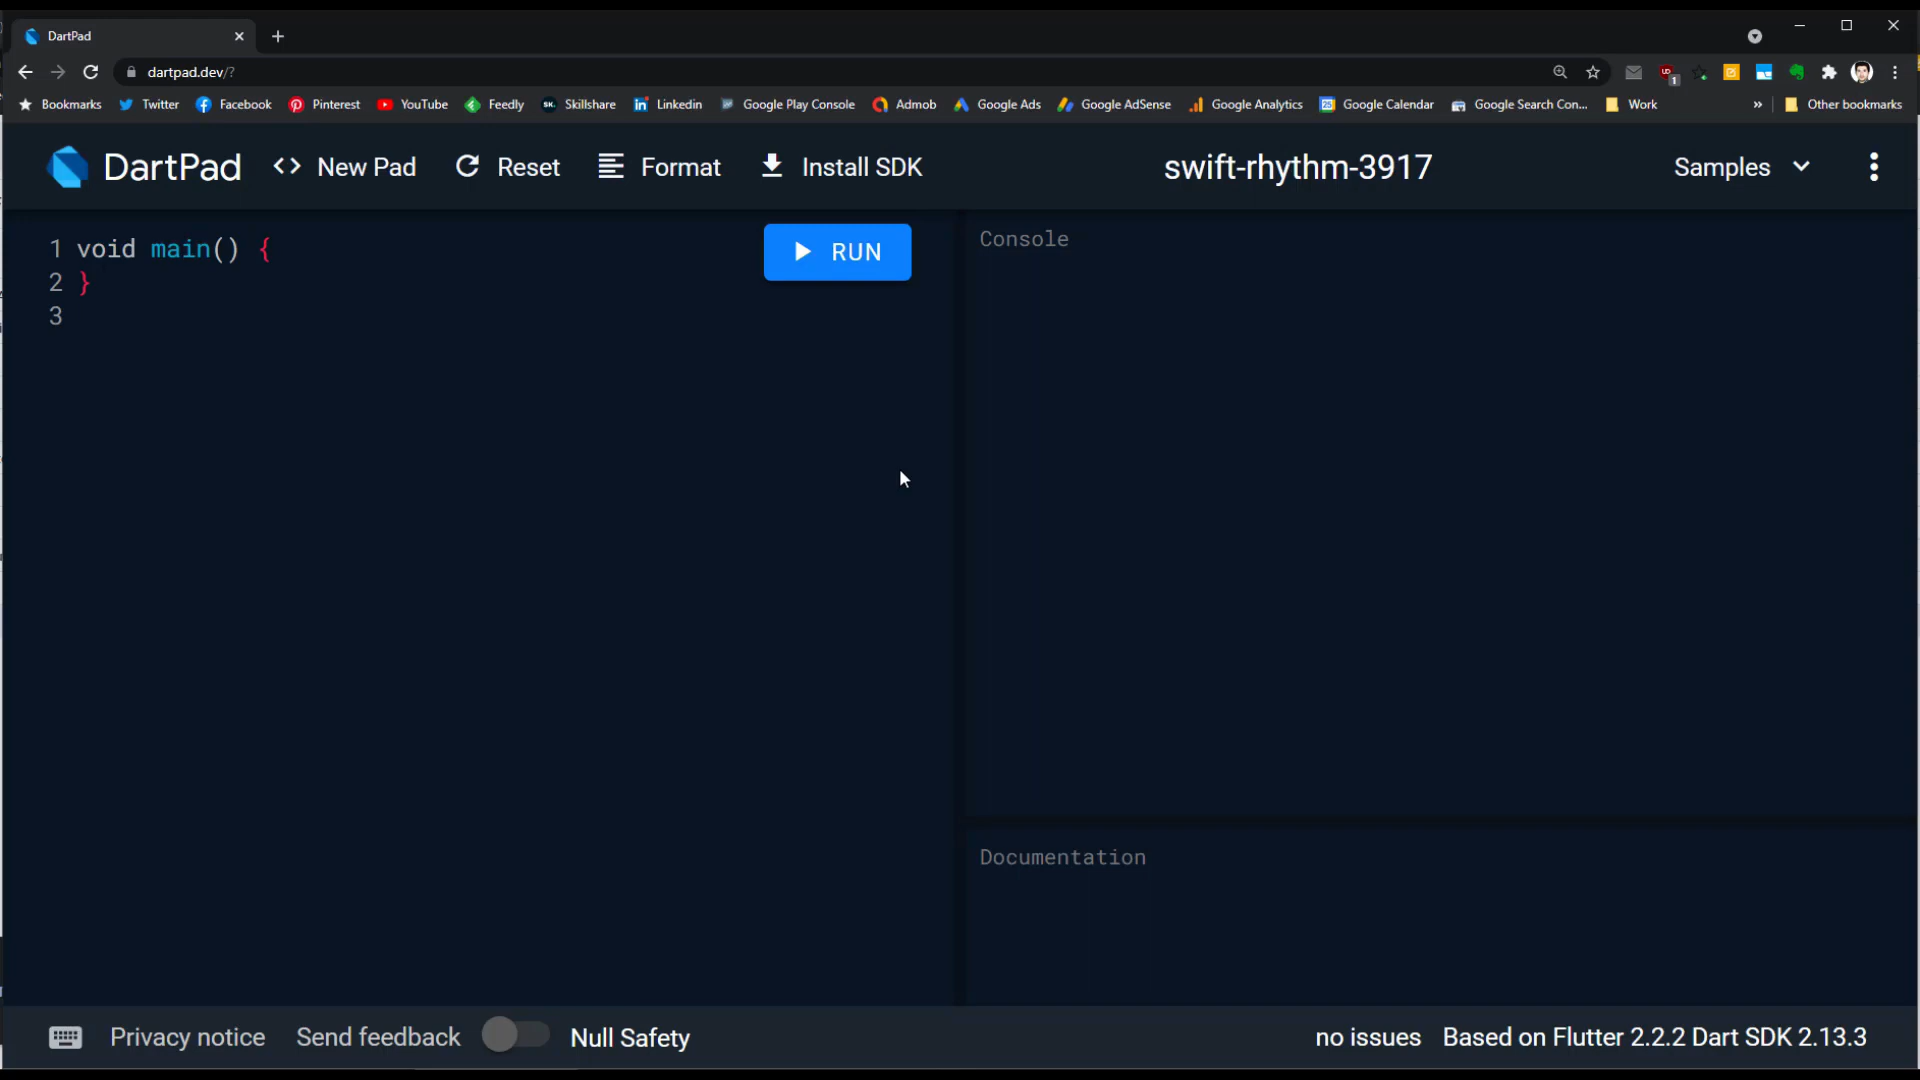 DartPad
dartpad.dev/?
Bookmarks Twitter Facebook Pinterest YouTube Feedly SK. Skillshare in Linkedin Google Play Console Admob Google Ads Google AdSense Google Analytics 25 Google Calendar Google Search Con... Work » Other bookmarks
DartPad <> New Pad Reset Format Install SDK swift-rhythm-3917 Samples
1 void main() {
2 }
3
RUN
Console
Documentation
Privacy notice Send feedback Null Safety no issues Based on Flutter 2.2.2 Dart SDK 2.13.3